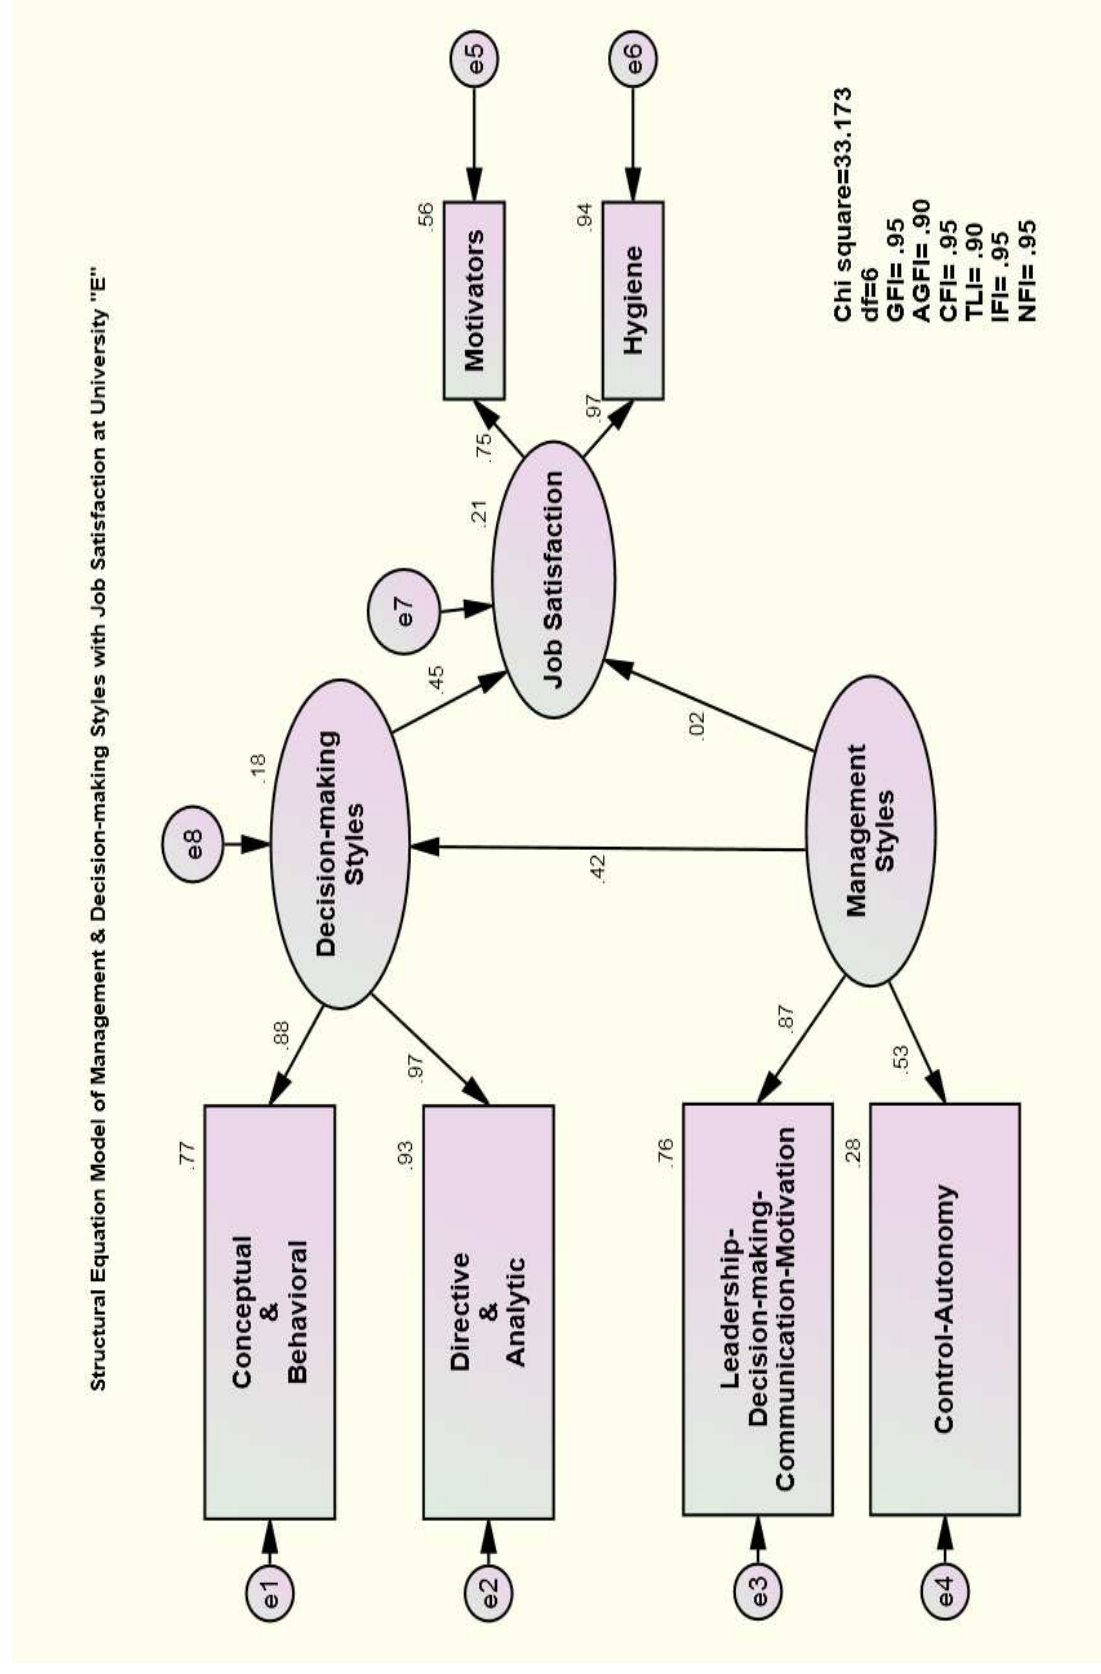 Structural Equation Model of Management & Decision-making Styles with Job Satisfaction at University "E"
e8
.18
Decision-making
Styles
.77
.88
e1
Conceptual
&
Behavioral
.93
.97
e2
Directive
&
Analytic
.45
e7
.21
Job Satisfaction
.75
.56
Motivators
e5
.97
.94
Hygiene
e6
.42
.02
Management
Styles
.87
.76
e3
Leadership-
Decision-making-
Communication-Motivation
.53
.28
e4
Control-Autonomy
Chi square=33.173
df=6
GFI= .95
AGFI= .90
CFI= .95
TLI= .90
IFI= .95
NFI= .95